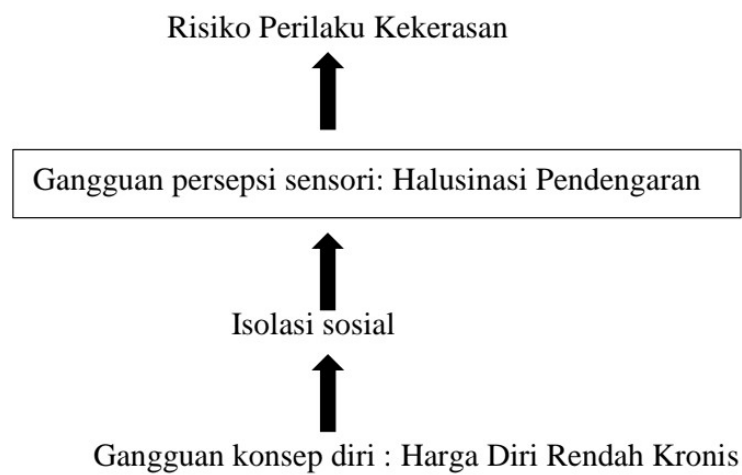 Risiko Perilaku Kekerasan
Gangguan persepsi sensori: Halusinasi Pendengaran
Isolasi sosial
Gangguan konsep diri : Harga Diri Rendah Kronis